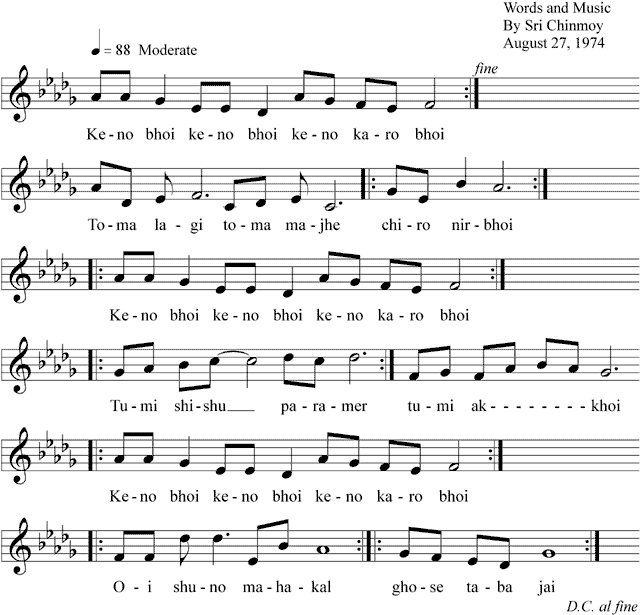 Words and Music
By Sri Chinmoy
August 27, 1974
= 88 Moderate
fine
Ke - no bhoi ke - no bhoi ke - no ka - ro bhoi
To - ma la - gi to - ma ma - jhe chi - ro nir - bhoi
Ke - no bhoi ke - no bhoi ke - no ka - ro bhoi
Tu - mi shi - shu ___ pa - ra - mer tu - mi ak - - - - - - - - khoi
Ke - no bhoi ke - no bhoi ke - no ka - ro bhoi
O - i shu - no ma - ha - kal gho - se ta - ba jai
D.C. al fine